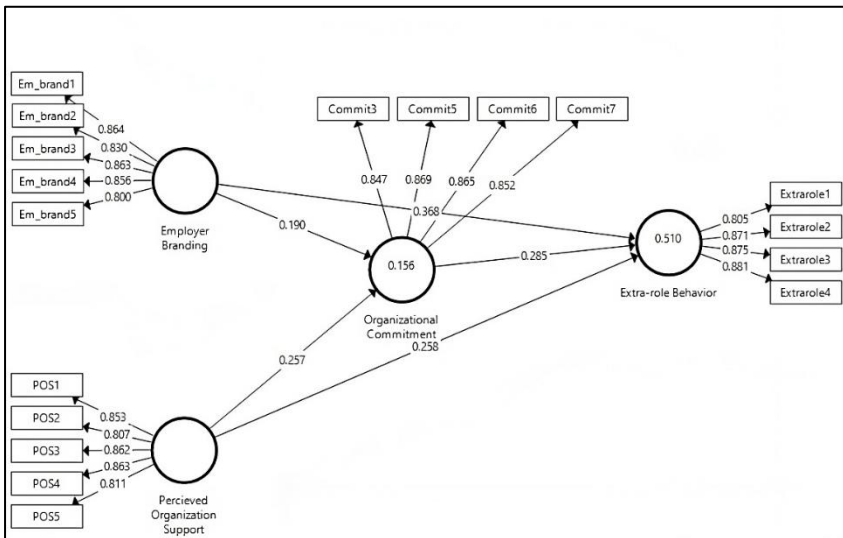 Em_brand1
Em_brand2
Em_brand3
Em_brand4
Em_brand5
0.864
0.830
0.863
0.856
0.800
Employer
Branding
Commit3
Commit5
Commit6
Commit7
0.847
0.869
0.865
0.852
0.368
0.190
0.156
Organizational
Commitment
0.285
0.510
Extra-role Behavior
0.805
0.871
0.875
0.881
Extrarole1
Extrarole2
Extrarole3
Extrarole4
0.257
0.258
POS1
POS2
POS3
POS4
POS5
0.853
0.807
0.862
0.863
0.811
Percieved
Organization
Support